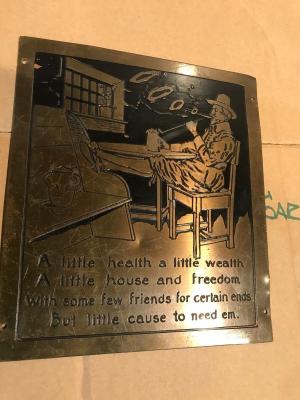 A little health a little wealth
A little house and freedom
With some few friends for certain ends
But little cause to need em.